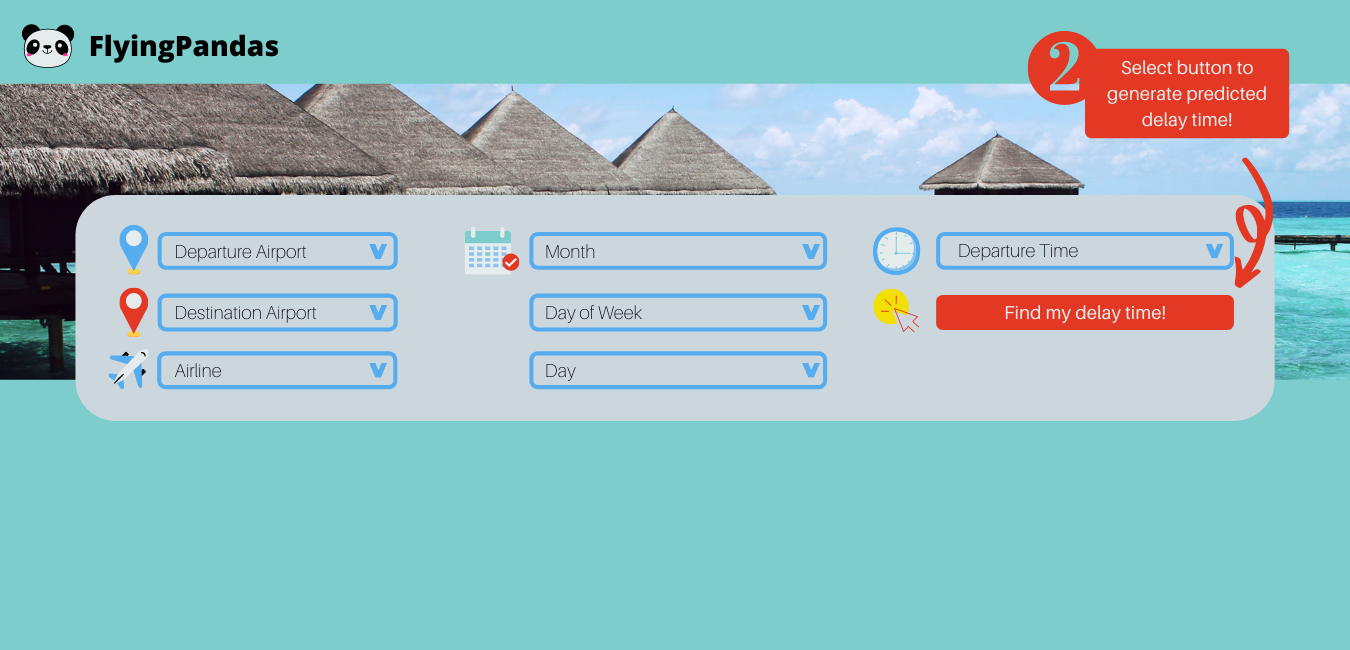 FlyingPandas
2
Select button to
generate predicted
delay time!
Departure Airport
Month
Departure Time
Destination Airport
Day of Week
Find my delay time!
Airline
Day